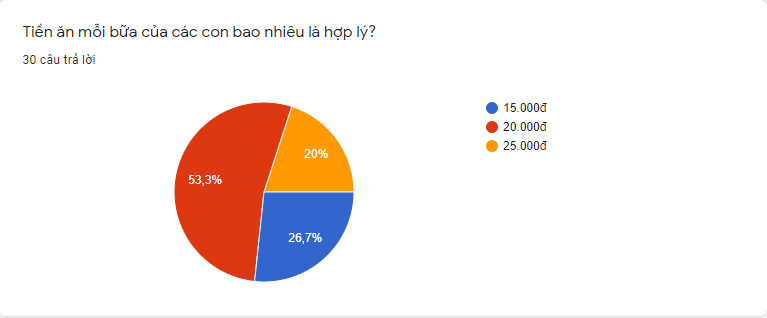 Tiền ăn mỗi bữa của các con bao nhiêu là hợp lý?
30 câu trả lời
15.000đ
20.000đ
25.000đ
20%
53,3%
26,7%